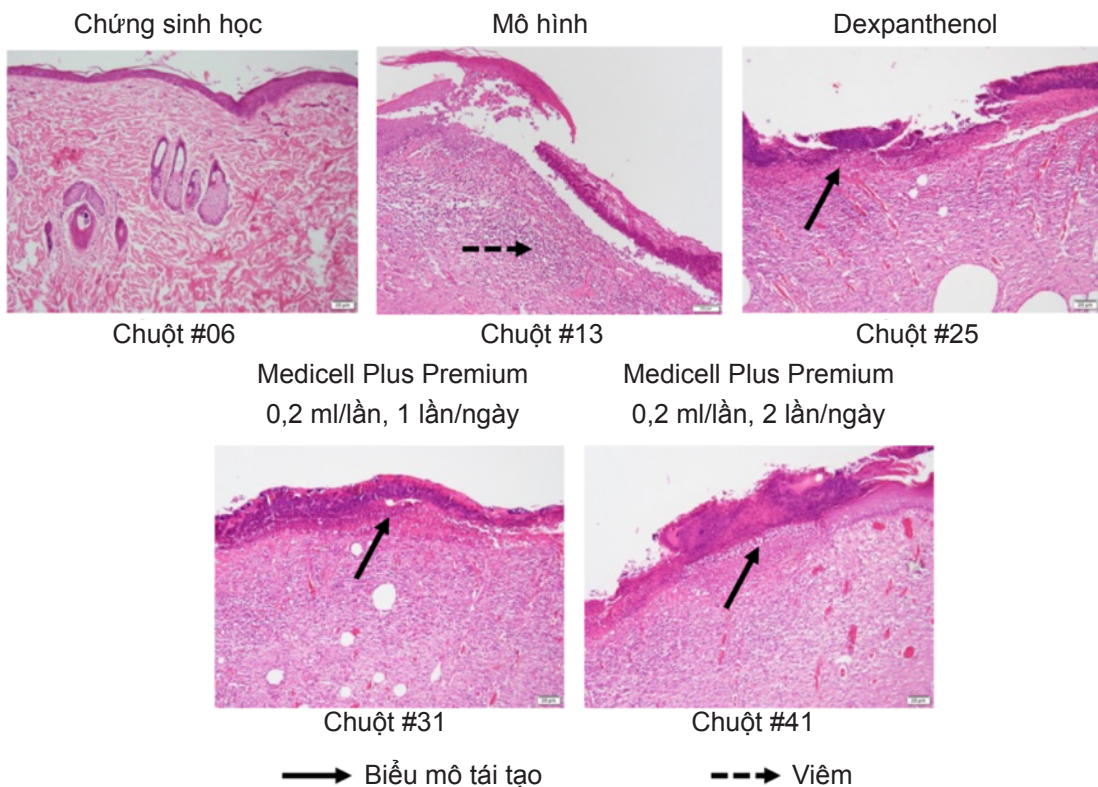 Chứng sinh học
Mô hình
Dexpanthenol
Chuột #06
Chuột #13
Chuột #25
Medicell Plus Premium
0,2 ml/lần, 1 lần/ngày
Medicell Plus Premium
0,2 ml/lần, 2 lần/ngày
Chuột #31
Chuột #41
Biểu mô tái tạo
Viêm